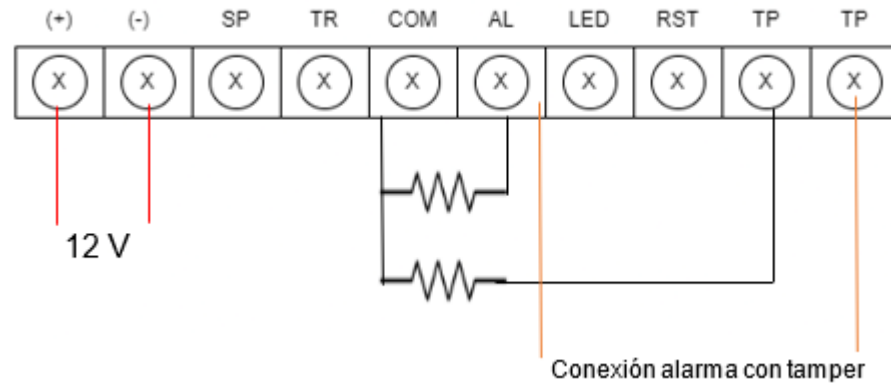 (+) (-) SP TR COM AL LED RST TP TP
X X X X X X X X X X
12 V
Conexión alarma con tamper